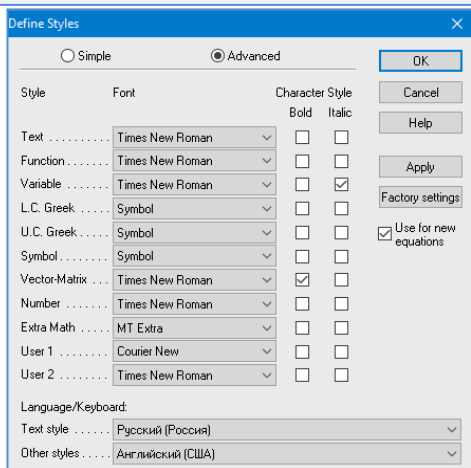 Define Styles
Simple Advanced OK
Style Font Character Style Cancel
Bold Italic
Help
Text . . . . . . . . . . Times New Roman
Function . . . . . . . Times New Roman Apply
Variable . . . . . . . . Times New Roman
L.C. Greek . . . . . Symbol Factory settings
U.C. Greek . . . . . Symbol Use for new
Symbol . . . . . . . . Symbol equations
Vector-Matrix . . . Times New Roman
Number . . . . . . . . Times New Roman
Extra Math . . . . . MT Extra
User 1 . . . . . . . . Courier New
User 2 . . . . . . . . Times New Roman
Language/Keyboard:
Text style . . . . . . Русский (Россия)
Other styles . . . . . Английский (США)